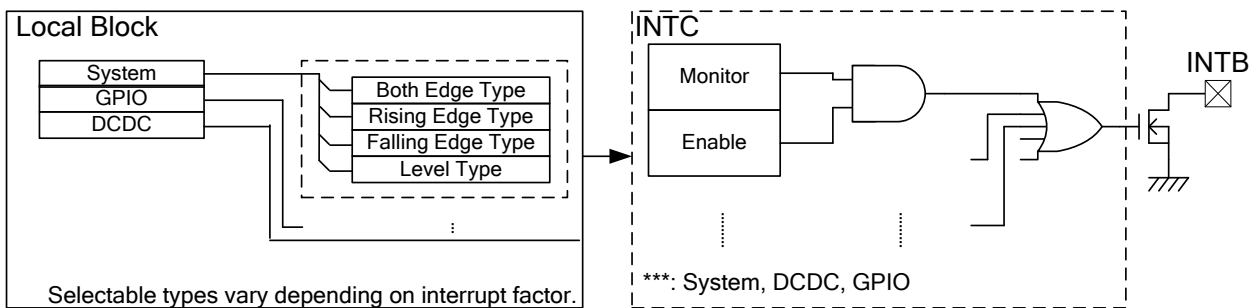 Local Block
System
GPIO
DCDC
Both Edge Type
Rising Edge Type
Falling Edge Type
Level Type
Selectable types vary depending on interrupt factor.
INTC
Monitor
Enable
***: System, DCDC, GPIO
INTB